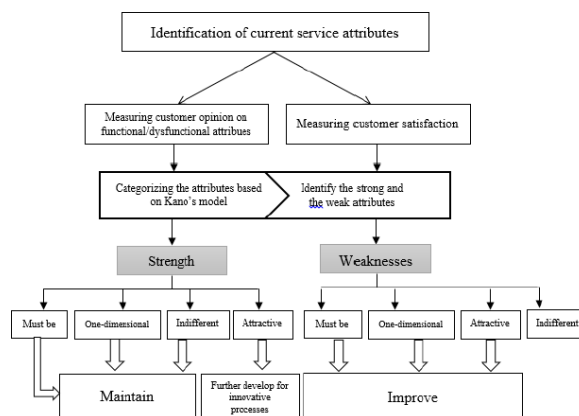 Identification of current service attributes
Measuring customer opinion on
functional/dysfunctional attribues
Measuring customer satisfaction
Categorizing the attributes based
on Kano's model
Identify the strong and
the weak attributes
Strength
Weaknesses
Must be
One-dimensional
Indifferent
Attractive
Must be
One-dimensional
Attractive
Indifferent
Maintain
Further develop for
innovative
processes
Improve